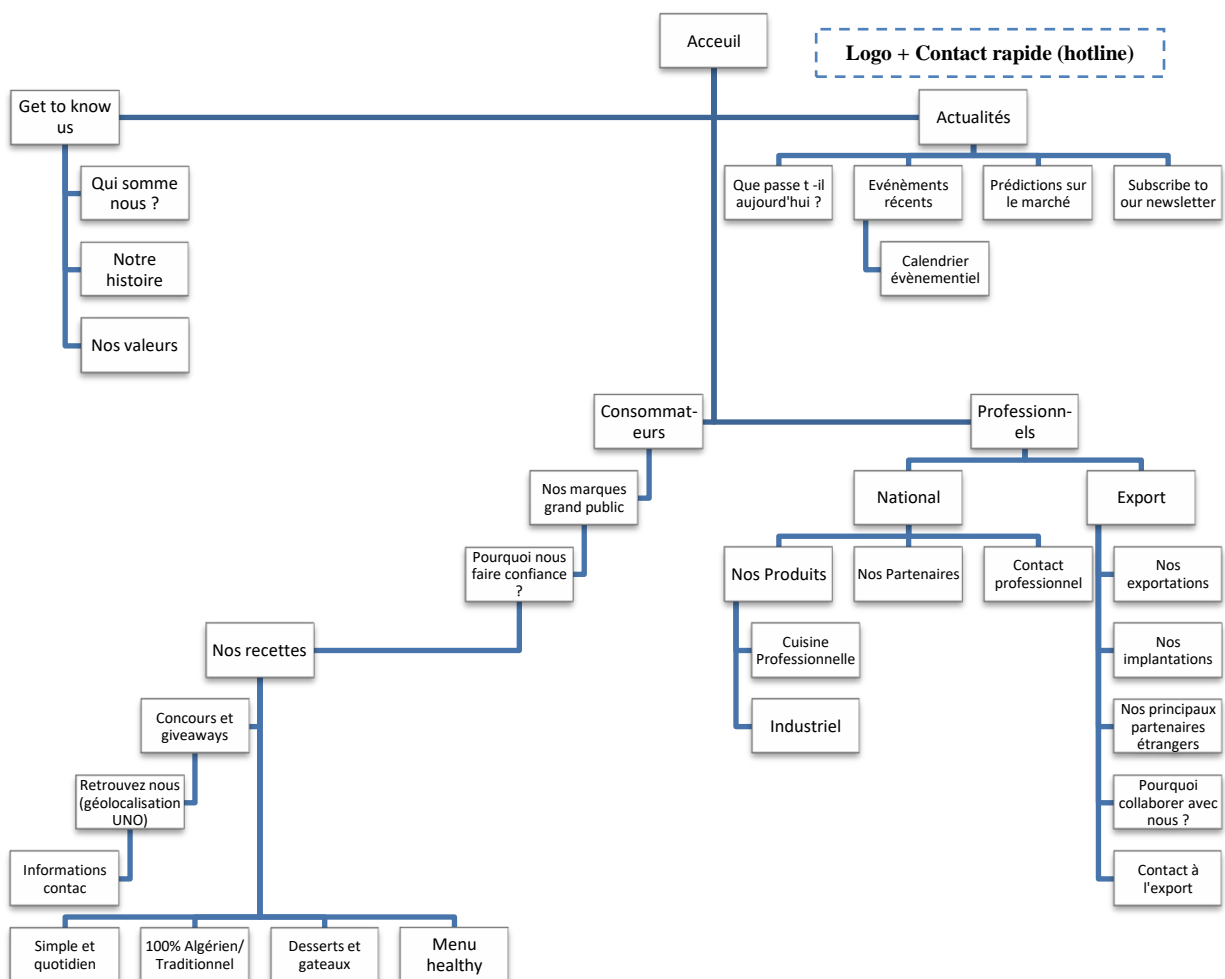 Acceuil
Logo + Contact rapide (hotline)
Get to know
us
Actualités
Qui somme
nous ?
Que passe t -il
aujourd'hui ?
Evénèments
récents
Prédictions sur
le marché
Subscribe to
our newsletter
Notre
histoire
Calendrier
évènementiel
Nos valeurs
Consommat-
eurs
Professionn-
els
Nos marques
grand public
National
Export
Pourquoi nous
faire confiance
?
Nos Produits
Nos Partenaires
Contact
professionnel
Nos
exportations
Nos recettes
Cuisine
Professionnelle
Nos
implantations
Concours et
giveaways
Industriel
Nos principaux
partenaires
étrangers
Retrouvez nous
(géolocalisation
UNO)
Pourquoi
collaborer avec
nous ?
Informations
contac
Contact à
l'export
Simple et
quotidien
100% Algérien/
Traditionnel
Desserts et
gateaux
Menu
healthy